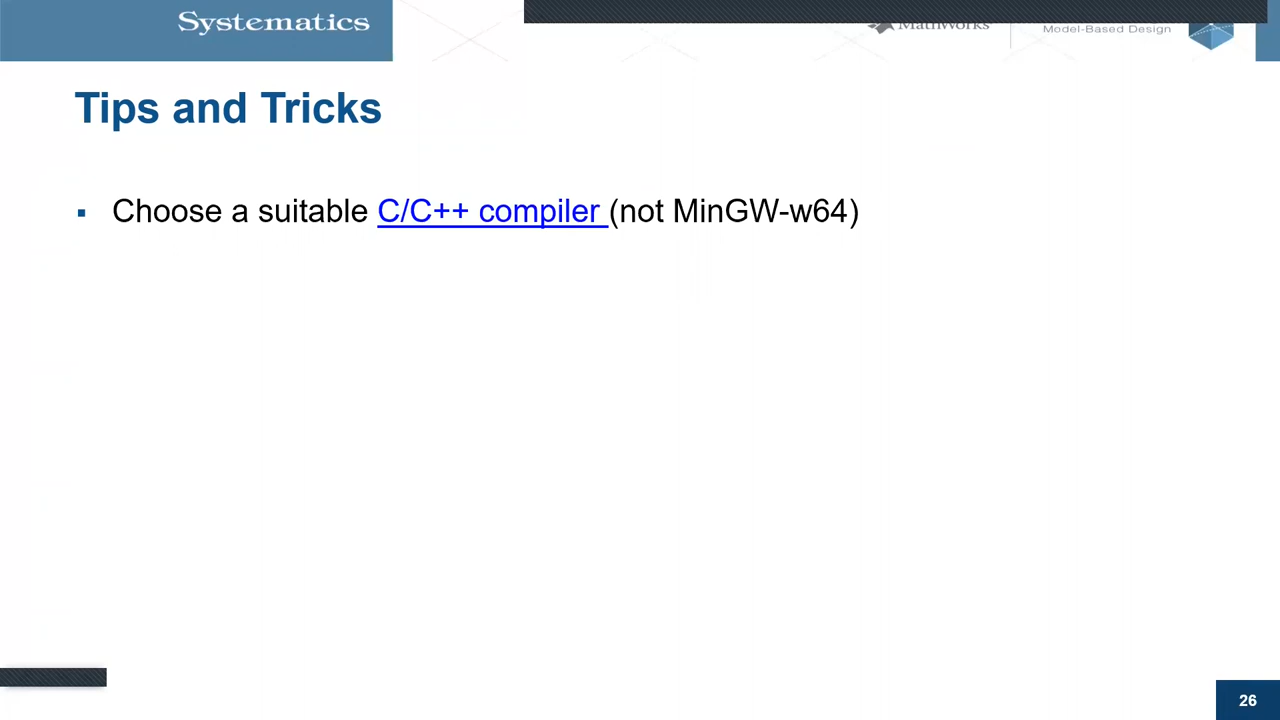 Systematics
MathWorks
Model-Based Design
Tips and Tricks
▪ Choose a suitable C/C++ compiler (not MinGW-w64)
26